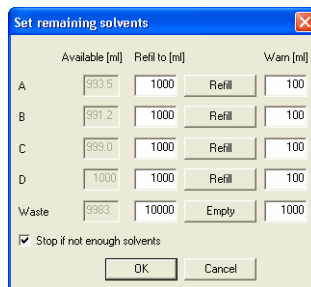 Set remaining solvents
Available [ml] Refil to [ml] Warn [ml]
A 993.5 1000 Refill 100
B 991.2 1000 Refill 100
C 999.0 1000 Refill 100
D 1000 1000 Refill 100
Waste 9983. 10000 Empty 1000
Stop if not enough solvents
OK Cancel